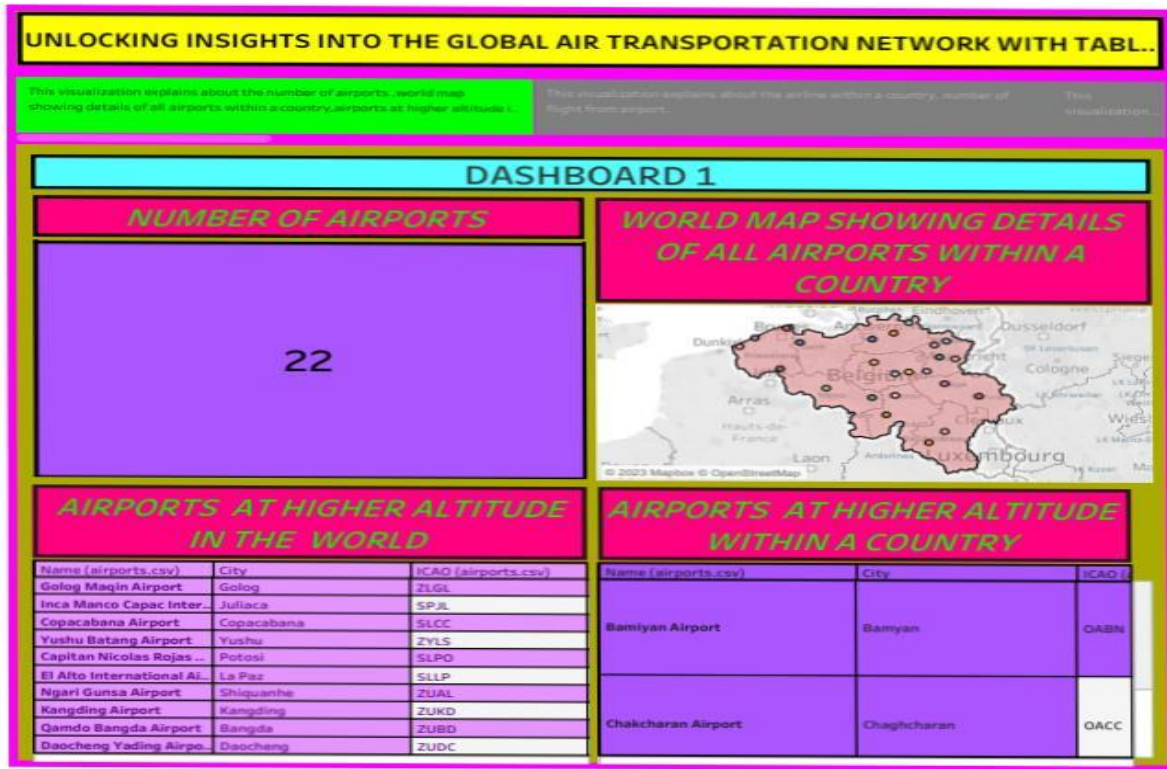 UNLOCKING INSIGHTS INTO THE GLOBAL AIR TRANSPORTATION NETWORK WITH TABL..
This visualization explains about the number of airports..world map
showing details of all airports within a country,airports at higher altitude i..
This visualization explains about the airline within a country, number of
flight from airport.
This
visualization...
DASHBOARD 1
NUMBER OF AIRPORTS
22
WORLD MAP SHOWING DETAILS
OF ALL AIRPORTS WITHIN A
COUNTRY
Eindhoven
Dusseldorf
Cologne
Siege
Belgium
Arras
Hauts-de-
France
Laon
Ardennes
Luxembourg
© 2023 Mapbox © OpenStreetMap
AIRPORTS AT HIGHER ALTITUDE
IN THE WORLD
Name (airports.csv) City ICAO (airports.csv)
Golog Maqin Airport Golog ZLGL
Inca Manco Capac Inter.. Juliaca SPJL
Copacabana Airport Copacabana SLCC
Yushu Batang Airport Yushu ZYLS
Capitan Nicolas Rojas .. Potosi SLPO
El Alto International Ai.. La Paz SLLP
Ngari Gunsa Airport Shiquanhe ZUAL
Kangding Airport Kangding ZUKD
Qamdo Bangda Airport Bangda ZUBD
Daocheng Yading Airpo.. Daocheng ZUDC
AIRPORTS AT HIGHER ALTITUDE
WITHIN A COUNTRY
Name (airports.csv) City ICAO (
Bamiyan Airport Bamyan OABN
Chakcharan Airport Chaghcharan OACC